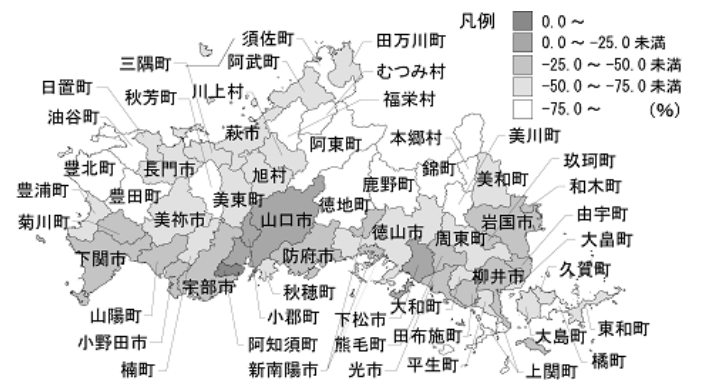 凡例
0.0～
0.0～-25.0未満
-25.0～-50.0未満
-50.0～-75.0未満
-75.0～
(%)
須佐町
田万川町
三隅町
阿武町
むつみ村
日置町
秋芳町
川上村
福栄村
油谷町
萩市
阿東町
本郷村
美川町
豊北町
長門市
旭村
鹿野町
錦町
美和町
玖珂町
豊浦町
豊田町
美東町
徳地町
和木町
菊川町
美祢市
山口市
徳山市
周東町
岩国市
由宇町
下関市
防府市
大畠町
宇部市
秋穂町
柳井市
久賀町
山陽町
小郡町
下松市
大和町
大島町
東和町
小野田市
阿知須町
熊毛町
田布施町
橘町
楠町
新南陽市
光市
平生町
上関町